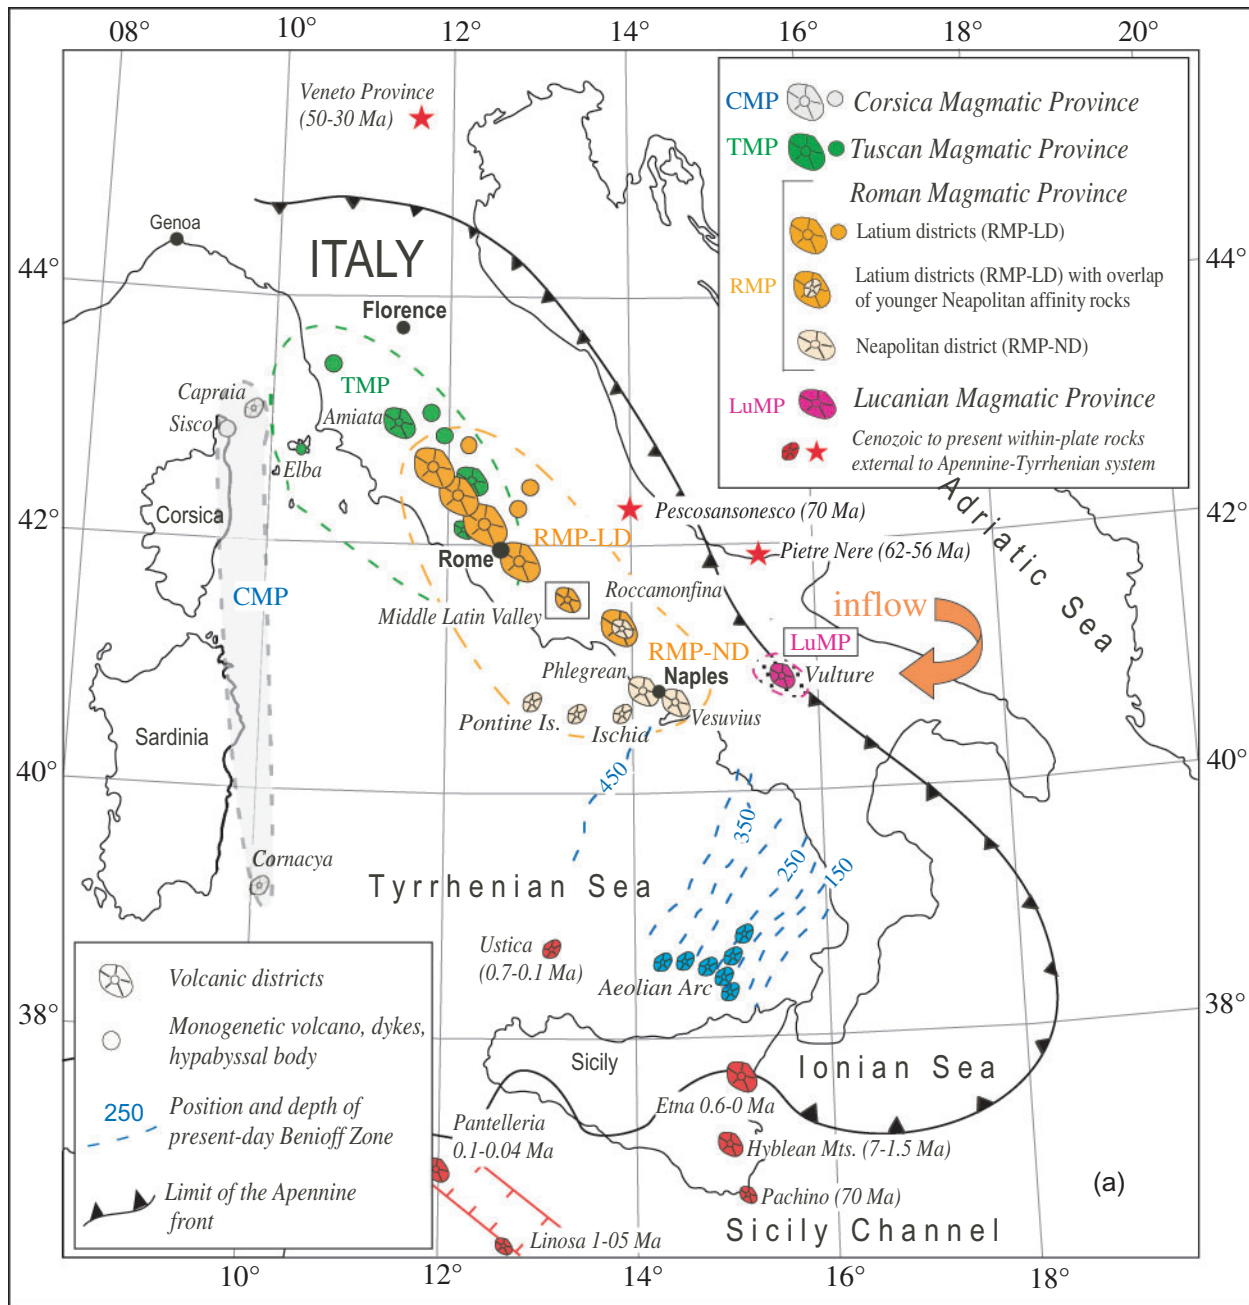 08° 10° 12° 14° 16° 18° 20°
Veneto Province
(50-30 Ma)
CMP Corsica Magmatic Province
TMP Tuscan Magmatic Province
Roman Magmatic Province
Latium districts (RMP-LD)
RMP
Latium districts (RMP-LD) with overlap
of younger Neapolitan affinity rocks
Neapolitan district (RMP-ND)
LuMP Lucanian Magmatic Province
Cenozoic to present within-plate rocks
external to Apennine-Tyrrhenian system
Genoa
ITALY
44° 44°
Florence
TMP
Capraia
Sisco
Amiata
Elba
Corsica
42° 42°
Adriatic Sea
Pescosansonesco (70 Ma)
RMP-LD
Rome
Pietre Nere (62-56 Ma)
CMP
Middle Latin Valley
Roccamonfina
inflow
RMP-ND
LuMP
Phlegrean
Naples
Vulture
Pontine Is.
Ischia
Vesuvius
Sardinia
40° 40°
450
350
250
150
Cornacya
Tyrrhenian Sea
Ustica
(0.7-0.1 Ma)
Aeolian Arc
38° 38°
Sicily
Ionian Sea
Etna 0.6-0 Ma
Pantelleria
0.1-0.04 Ma
Hyblean Mts. (7-1.5 Ma)
Pachino (70 Ma)
(a)
Linosa 1-05 Ma
Sicily Channel
Volcanic districts
Monogenetic volcano, dykes,
hypabyssal body
250 Position and depth of
present-day Benioff Zone
Limit of the Apennine
front
10° 12° 14° 16° 18°